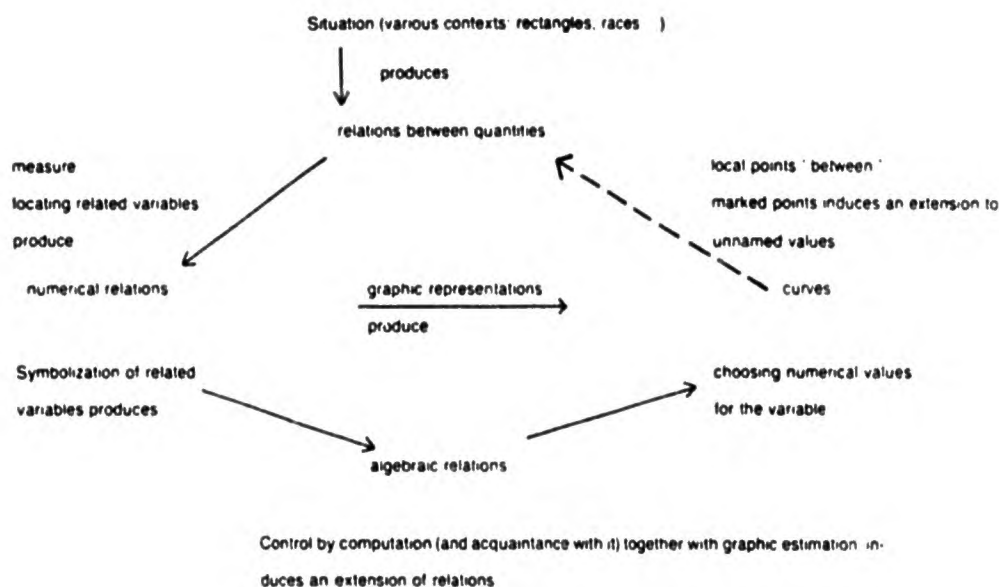 Situation (various contexts: rectangles, races )
produces
relations between quantities
measure
locating related variables
produce
local points ' between '
marked points induces an extension to
unnamed values
numerical relations
graphic representations
produce
curves
Symbolization of related
variables produces
choosing numerical values
for the variable
algebraic relations
Control by computation (and acquaintance with it) together with graphic estimation in-
duces an extension of relations